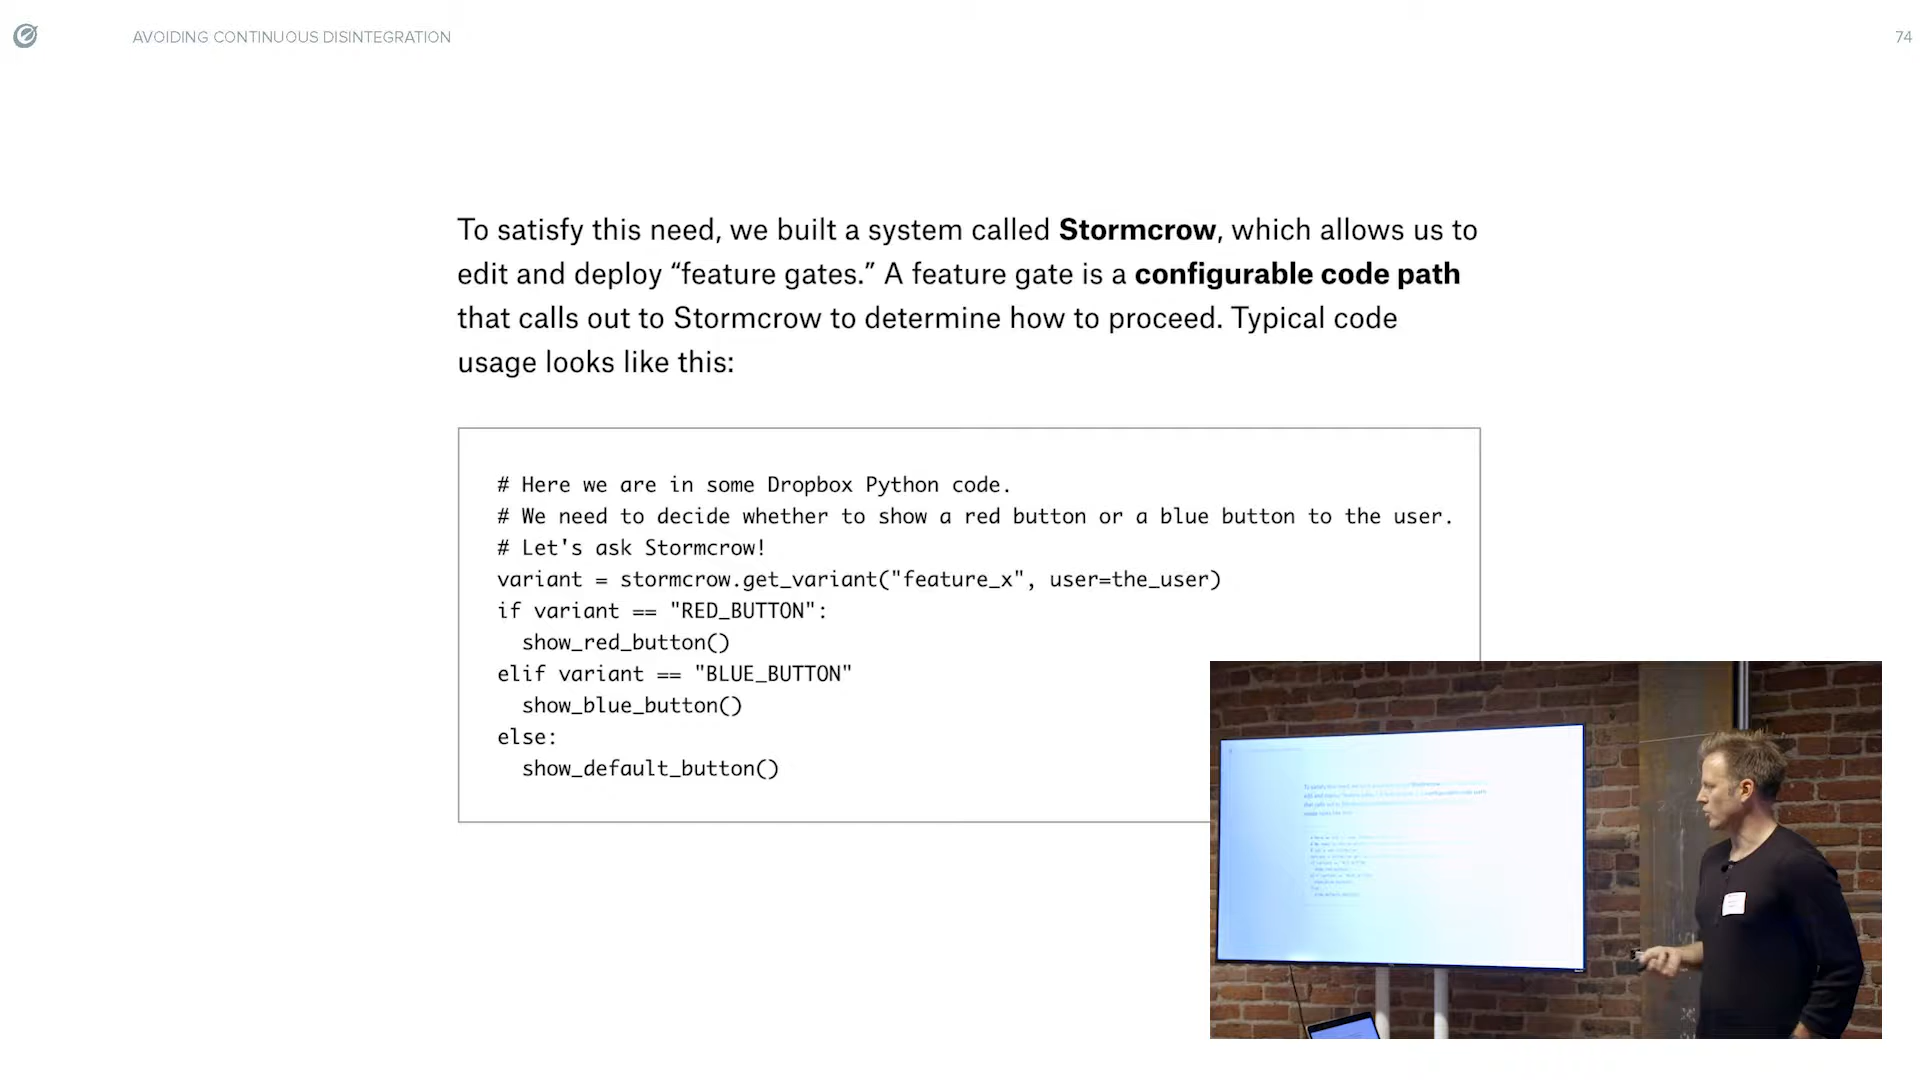 AVOIDING CONTINUOUS DISINTEGRATION
74
To satisfy this need, we built a system called Stormcrow, which allows us to
edit and deploy “feature gates.” A feature gate is a configurable code path
that calls out to Stormcrow to determine how to proceed. Typical code
usage looks like this:
# Here we are in some Dropbox Python code.
# We need to decide whether to show a red button or a blue button to the user.
# Let's ask Stormcrow!
variant = stormcrow.get_variant("feature_x", user=the_user)
if variant == "RED_BUTTON":
  show_red_button()
elif variant == "BLUE_BUTTON"
  show_blue_button()
else:
  show_default_button()